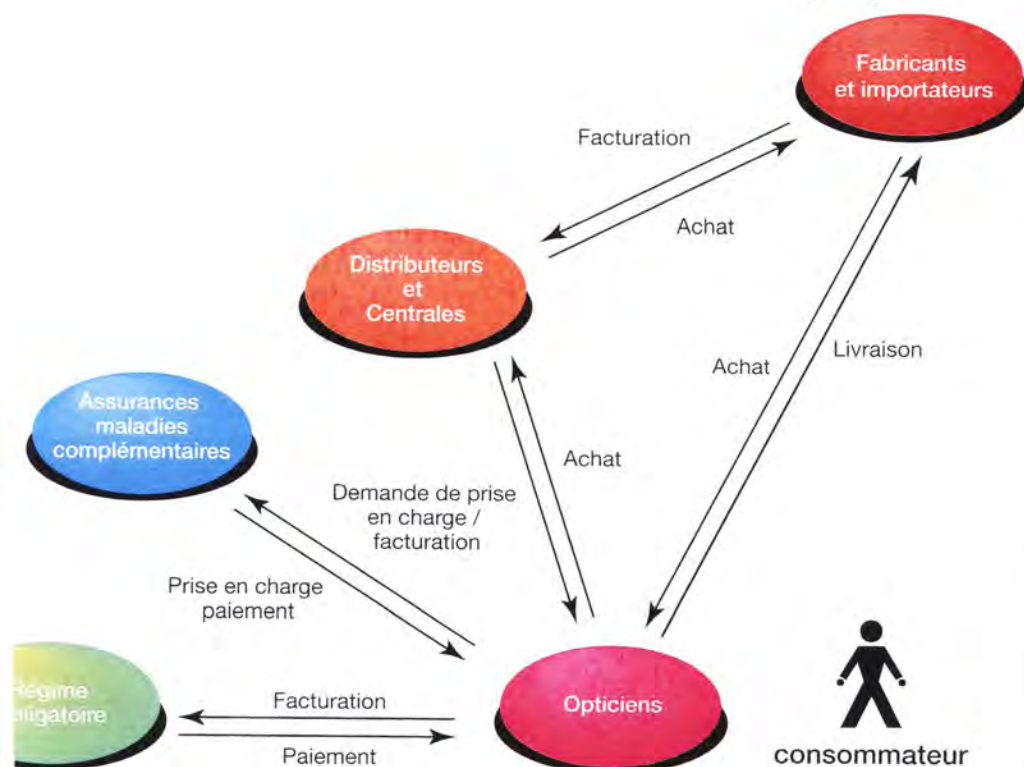 Fabricants
et importateurs
Facturation
Achat
Distributeurs
et
Centrales
Achat
Livraison
Assurances
maladies
complémentaires
Achat
Demande de prise
en charge /
facturation
Prise en charge
paiement
Régime
Opticiens
Facturation
Paiement
consommateur